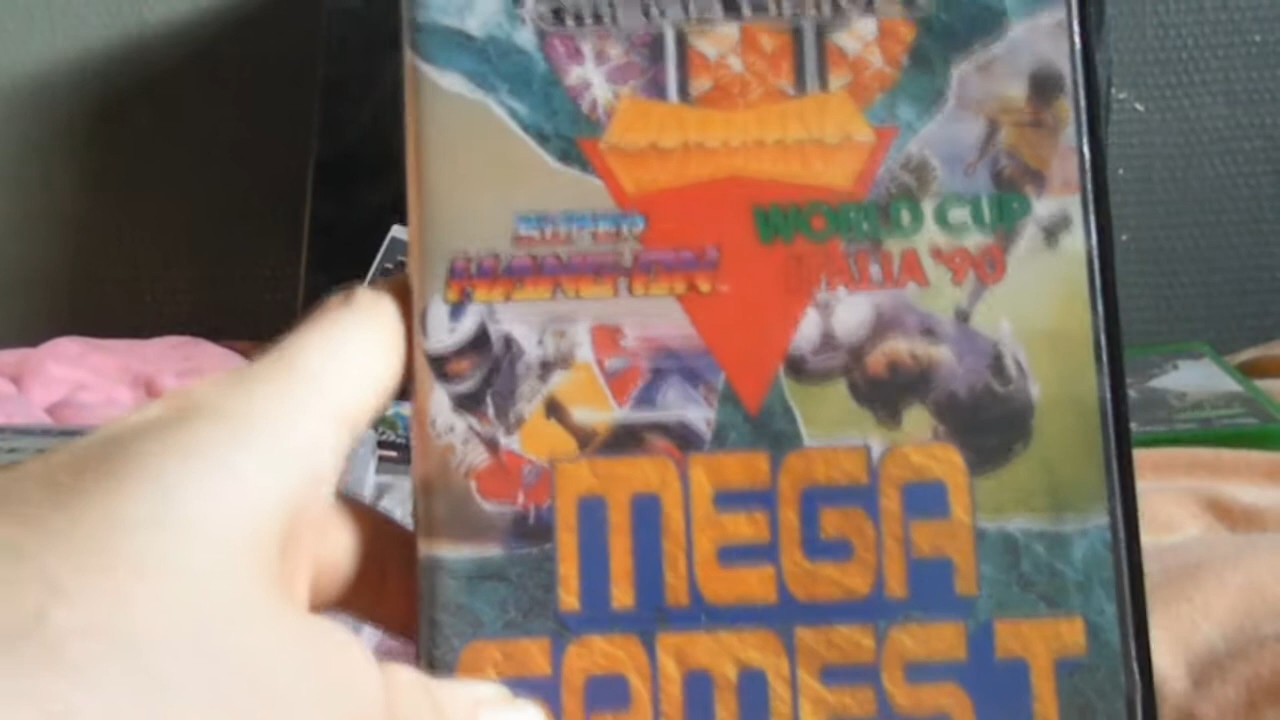 SUPER
HANG-ON
WORLD CUP
ITALIA '90
MEGA
GAMES I